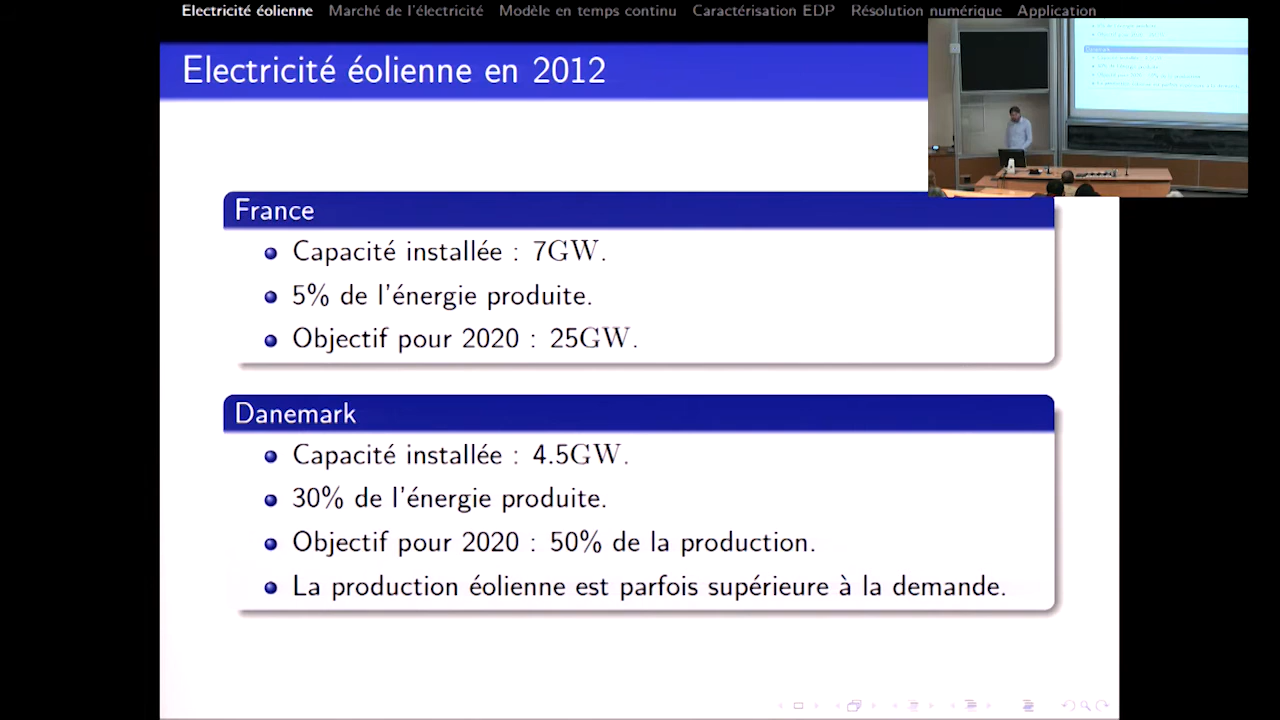 Electricité éolienne Marché de l'électricité Modèle en temps continu Caractérisation EDP Résolution numérique Application
Electricité éolienne en 2012
France
Capacité installée : 7GW.
5% de l'énergie produite.
Objectif pour 2020 : 25GW.
Danemark
Capacité installée : 4.5GW.
30% de l'énergie produite.
Objectif pour 2020 : 50% de la production.
La production éolienne est parfois supérieure à la demande.